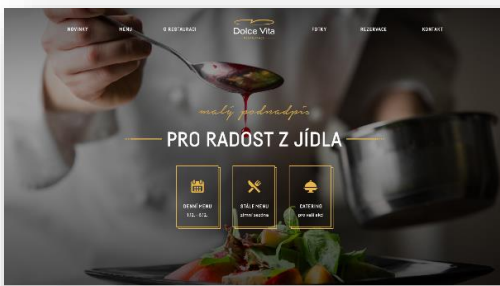 NOVINKY
MENU
O RESTAURACI
Dolce Vita
FOTKY
REZERVACE
KONTAKT
malý podnadpis
PRO RADOST Z JÍDLA
DENNÍ MENU
STÁLÉ MENU
zimní sezóna
CATERING
pro vaši akci